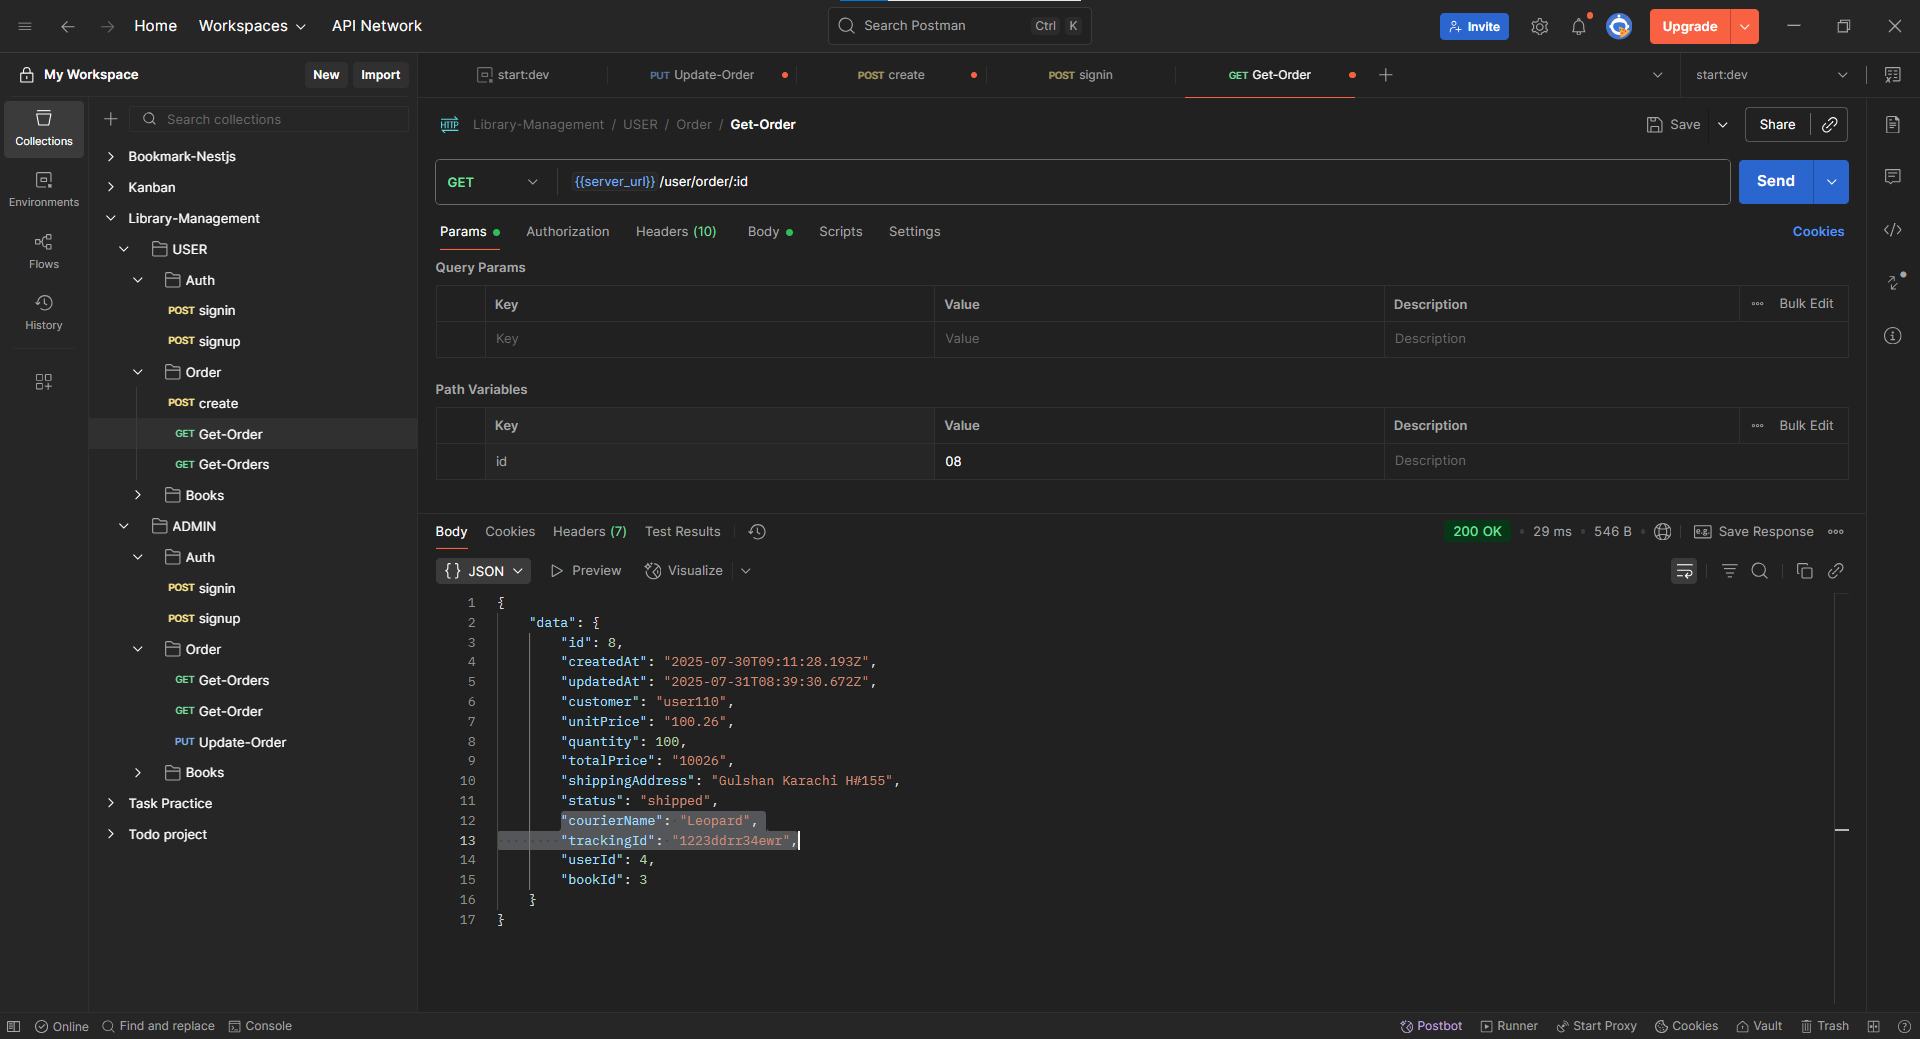 Home Workspaces API Network Search Postman Ctrl K Invite Upgrade
My Workspace New Import
start:dev PUT Update-Order POST create POST signin GET Get-Order start:dev
Collections
Environments
Flows
History
Search collections
Bookmark-Nestjs
Kanban
Library-Management
USER
Auth
POST signin
POST signup
Order
POST create
GET Get-Order
GET Get-Orders
Books
ADMIN
Auth
POST signin
POST signup
Order
GET Get-Orders
GET Get-Order
PUT Update-Order
Books
Task Practice
Todo project
HTTP Library-Management / USER / Order / Get-Order Save Share
GET {{server_url}} /user/order/:id Send
Params Authorization Headers (10) Body Scripts Settings Cookies
Query Params
Key Value Description Bulk Edit
Key Value Description
Path Variables
Key Value Description Bulk Edit
id 08 Description
Body Cookies Headers (7) Test Results 200 OK 29 ms 546 B e.g. Save Response
{} JSON Preview Visualize
1 {
2 "data": {
3 "id": 8,
4 "createdAt": "2025-07-30T09:11:28.193Z",
5 "updatedAt": "2025-07-31T08:39:30.672Z",
6 "customer": "user110",
7 "unitPrice": "100.26",
8 "quantity": 100,
9 "totalPrice": "10026",
10 "shippingAddress": "Gulshan Karachi H#155",
11 "status": "shipped",
12 "courierName": "Leopard",
13 "trackingId": "1223ddrr34ewr",
14 "userId": 4,
15 "bookId": 3
16 }
17 }
Online Find and replace Console Postbot Runner Start Proxy Cookies Vault Trash